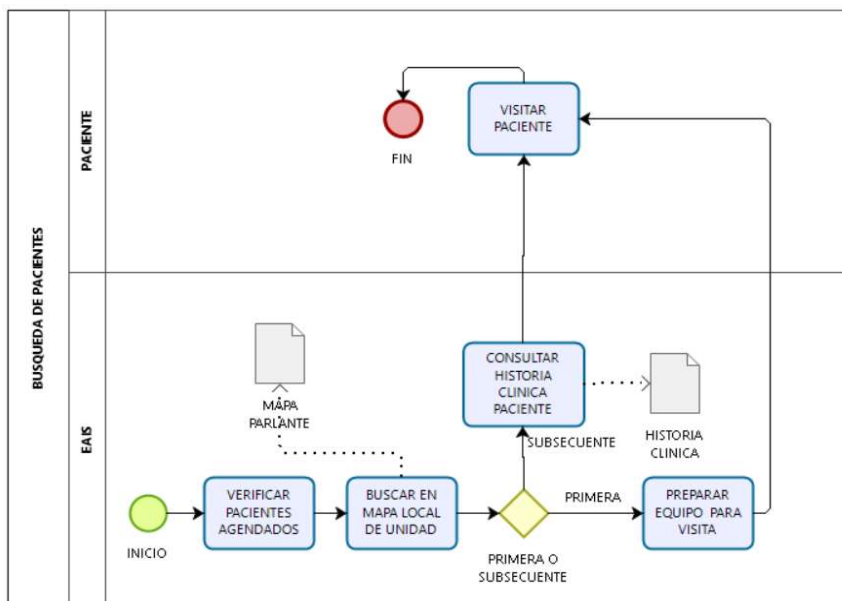 BUSQUEDA DE PACIENTES
PACIENTE
VISITAR
PACIENTE
FIN
EAIS
MAPA
PARLANTE
CONSULTAR
HISTORIA
CLINICA
PACIENTE
HISTORIA
CLINICA
SUBSECUENTE
INICIO
VERIFICAR
PACIENTES
AGENDADOS
BUSCAR EN
MAPA LOCAL
DE UNIDAD
PRIMERA O
SUBSECUENTE
PRIMERA
PREPARAR
EQUIPO PARA
VISITA